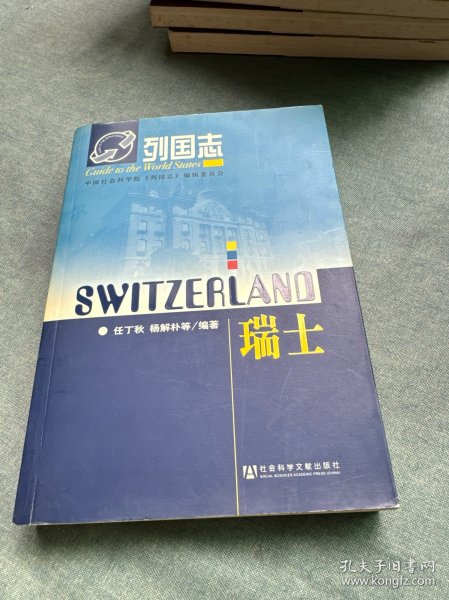 列国志
Guide to the World States
中国社会科学院《列国志》编辑委员会
SWITZERLAND
任丁秋 杨解朴等/编著
瑞士
社会科学文献出版社
SOCIAL SCIENCES ACADEMIC PRESS (CHINA)
孔夫子旧书网
www.kongfz.com